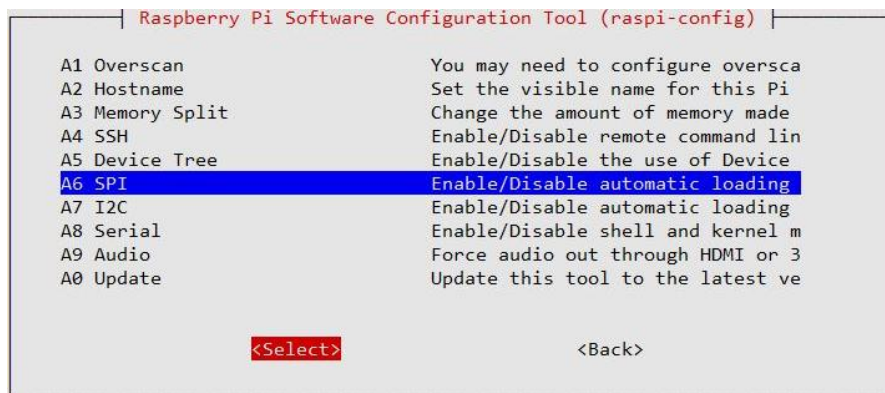 Raspberry Pi Software Configuration Tool (raspi-config)
A1 Overscan You may need to configure oversca
A2 Hostname Set the visible name for this Pi
A3 Memory Split Change the amount of memory made
A4 SSH Enable/Disable remote command lin
A5 Device Tree Enable/Disable the use of Device
A6 SPI Enable/Disable automatic loading
A7 I2C Enable/Disable automatic loading
A8 Serial Enable/Disable shell and kernel m
A9 Audio Force audio out through HDMI or 3
A0 Update Update this tool to the latest ve
<Select> <Back>